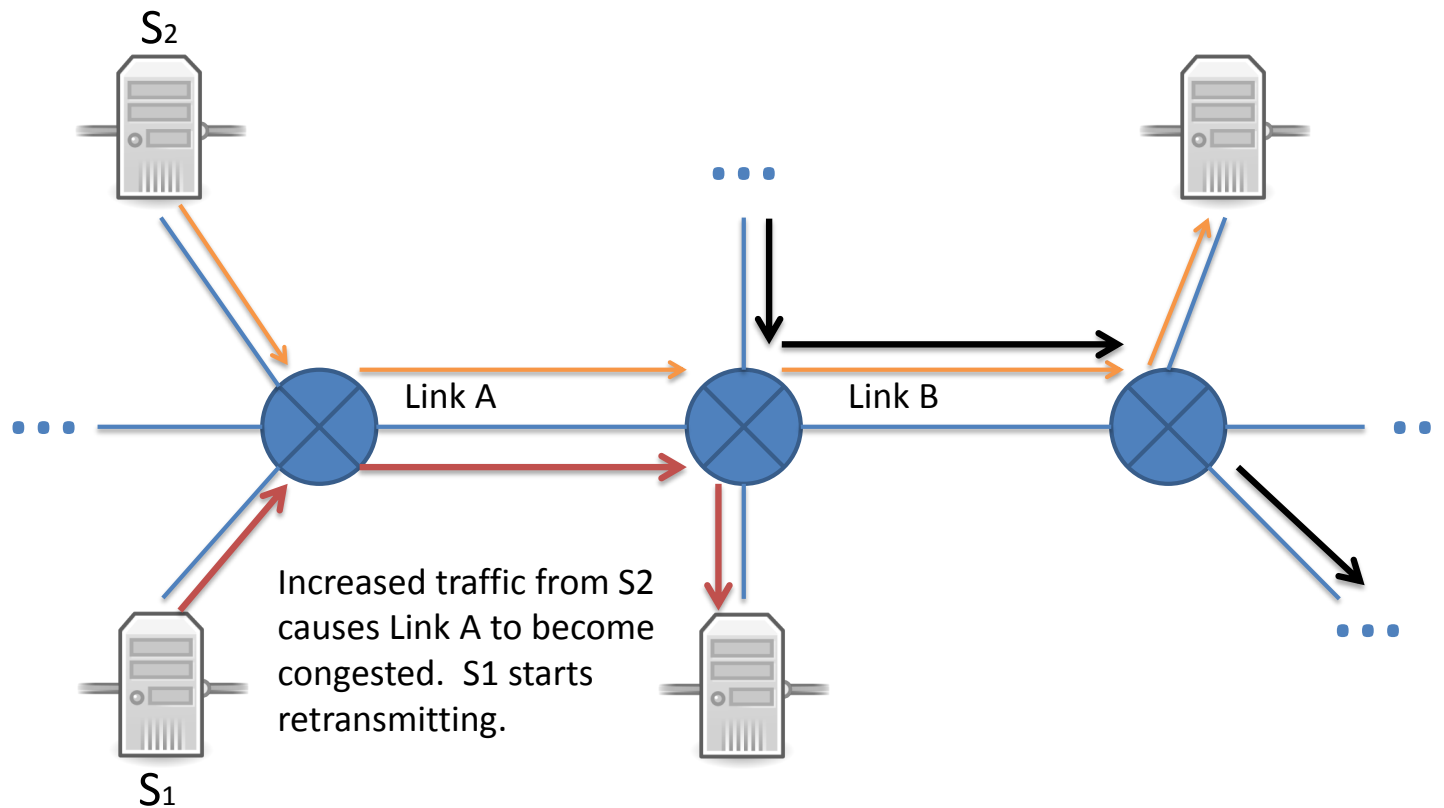 S2
Link A
Link B
Increased traffic from S2
causes Link A to become
congested.  S1 starts
retransmitting.
S1